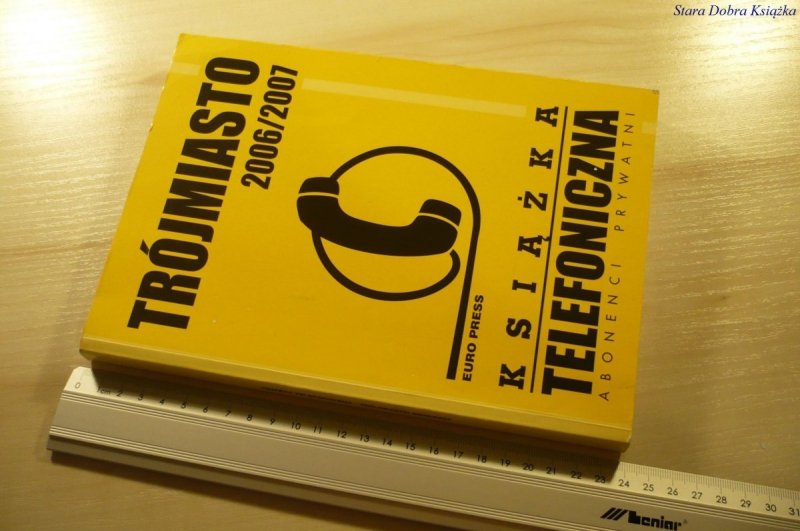 Stara Dobra Książka
TRÓJMIASTO
2006/2007
EURO PRESS
KSIĄŻKA
TELEFONICZNA
ABONENCI PRYWATNI
0 1cm 2 3 4 5 6 7 8 9 10 11 12 13 14 15 16 17 18 19 20 21 22 23 24 25 26 27 28 29 30 31
Leniar